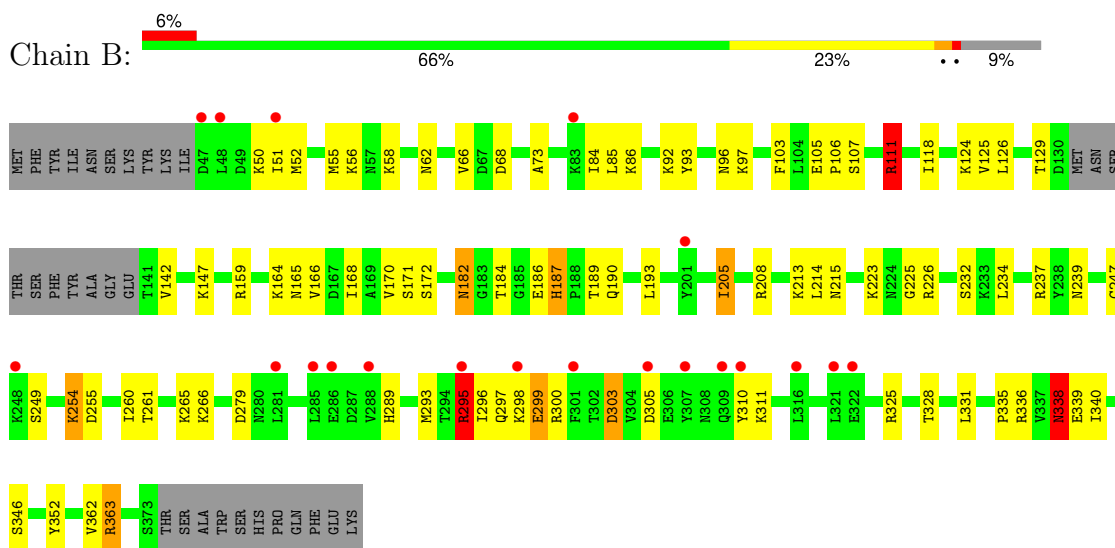 6%
Chain B:
66% 23% • • 9%
MET PHE TYR ILE ASN SER LYS TYR LYS ILE D47 L48 D49 K50 I51 M52 M55 K56 N57 K58 N62 V66 D67 D68 A73 K83 I84 L85 K86 K92 Y93 N96 K97 F103 L104 E105 P106 S107 R111 I118 K124 V125 L126 T129 D130 MET ASN SER
THR SER PHE TYR ALA GLY GLU T141 V142 K147 R159 K164 N165 V166 D167 I168 A169 V170 S171 S172 N182 G183 T184 G185 E186 H187 P188 T189 Q190 L193 Y201 I205 R208 K213 L214 N215 K223 N224 G225 R226 S232 K233 L234 R237 Y238 N239
K248 S249 K254 D255 I260 T261 K265 K266 D279 N280 L281 L285 E286 D287 V288 H289 M293 T294 R295 I296 Q297 K298 E299 R300 F301 T302 D303 V304 D305 E306 Y307 N308 Q309 Y310 K311 L316 L321 E322 R325 T328 L331 P335 R336 V337 N338 E339 I340
S346 Y352 V362 R363 S373 THR SER ALA TRP SER HIS PRO GLN PHE GLU LYS